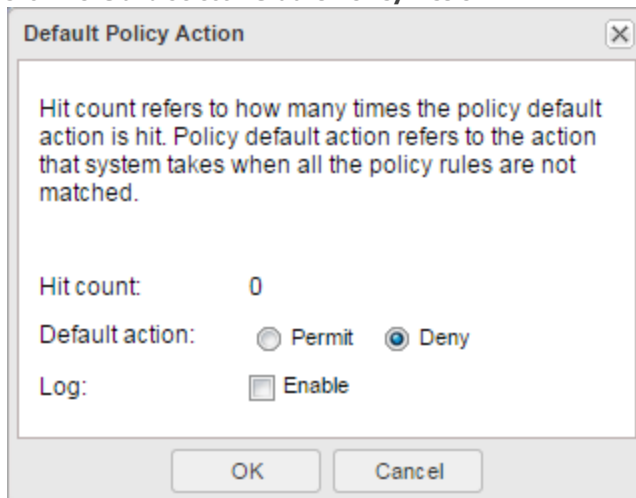 Default Policy Action
Hit count refers to how many times the policy default
action is hit. Policy default action refers to the action
that system takes when all the policy rules are not
matched.
Hit count: 0
Default action: Permit Deny
Log: Enable
OK Cancel